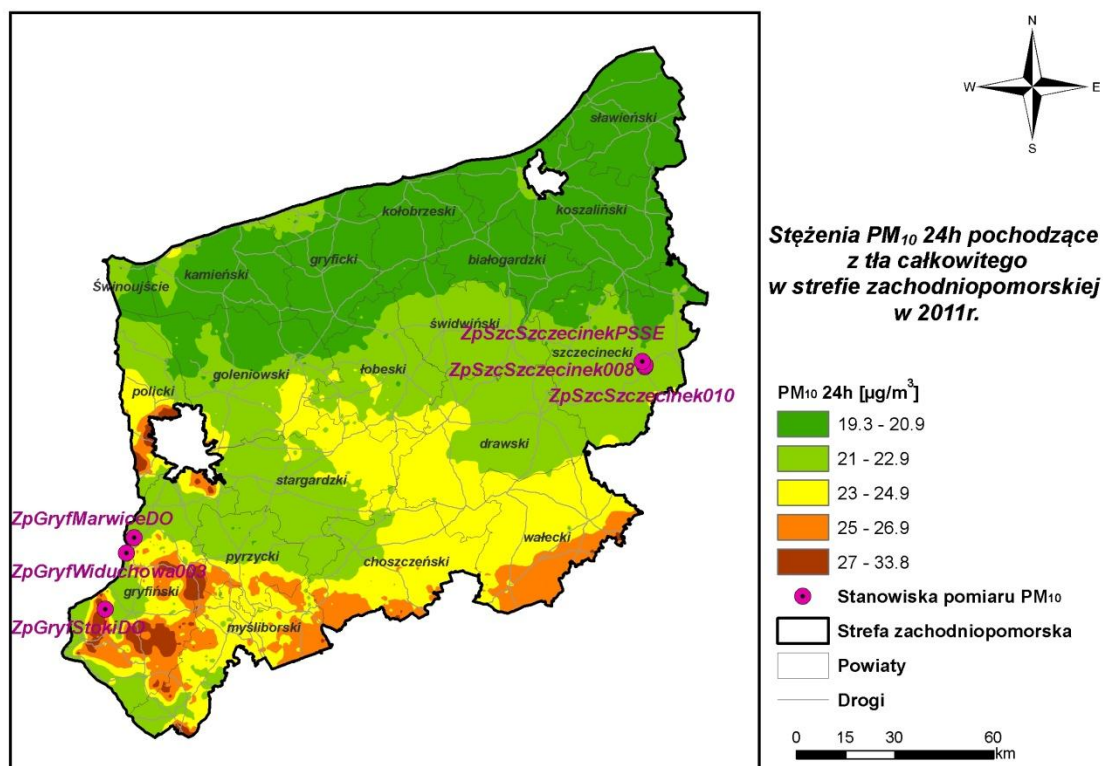 N
W E
S
Stężenia PM10 24h pochodzące
z tła całkowitego
w strefie zachodniopomorskiej
w 2011r.
PM10 24h [µg/m³]
19.3 - 20.9
21 - 22.9
23 - 24.9
25 - 26.9
27 - 33.8
Stanowiska pomiaru PM10
Strefa zachodniopomorska
Powiaty
Drogi
0 15 30 60
km
sławieński
kołobrzeski
koszaliński
gryficki
białogardzki
kamieński
Świnoujście
świdwiński
ZpSzcSzczecinekPSSE
szczecinecki
ZpSzcSzczecinek008
ZpSzcSzczecinek010
goleniowski
łobeski
policki
drawski
stargardzki
ZpGryfMarwiceDO
wałecki
pyrzycki
choszczeński
ZpGryfWiduchowa003
gryfiński
ZpGryfStokiDO
myśliborski